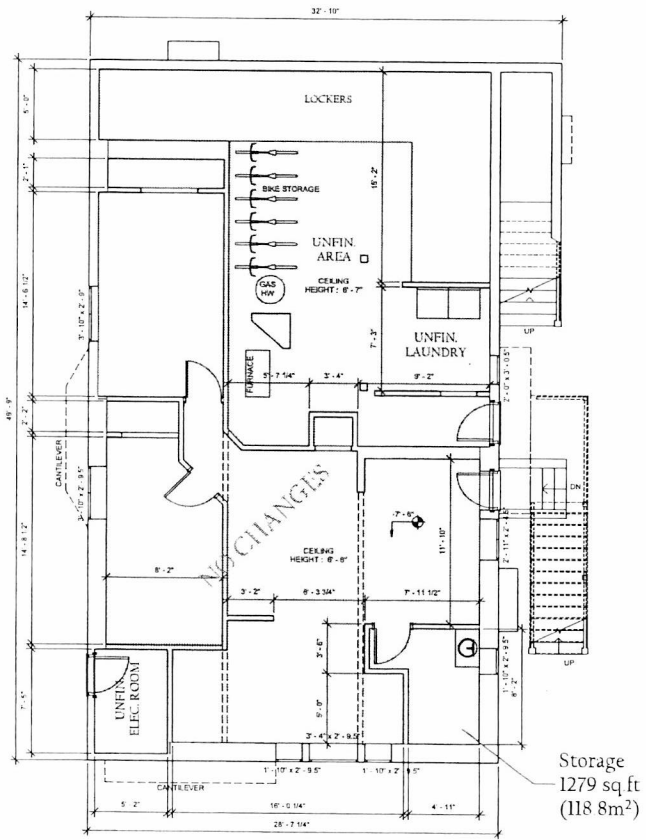 32' - 10"
LOCKERS
5' - 0"
2' - 1"
BIKE STORAGE
16' - 2"
UNFIN.
AREA
CEILING
HEIGHT : 6' - 7"
GAS
HW
14' - 6 1/2"
3' - 10" x 2' - 9"
UP
7' - 3"
UNFIN.
LAUNDRY
FURNACE
5' - 7 1/4"
3' - 4"
9' - 2"
2' - 0" x 3' - 0.5"
49' - 9"
CANTILEVER
2' - 2"
3' - 10" x 2' - 9.5"
NO CHANGES
-7' - 6"
DN
11' - 10"
14' - 8 1/2"
CEILING
HEIGHT : 6' - 8"
8' - 2"
3' - 2"
6' - 3 3/4"
7' - 11 1/2"
UP
3' - 6"
1' - 10" x 2' - 9.5"
8' - 2"
7' - 5"
UNFIN.
ELEC. ROOM
5' - 0"
3' - 4" x 2' - 9.5"
1' - 10" x 2' - 9.5"
1' - 10" x 2' - 9.5"
CANTILEVER
Storage
1279 sq.ft
(118 8m²)
5' - 2"
16' - 0 1/4"
4' - 11"
28' - 7 1/4"